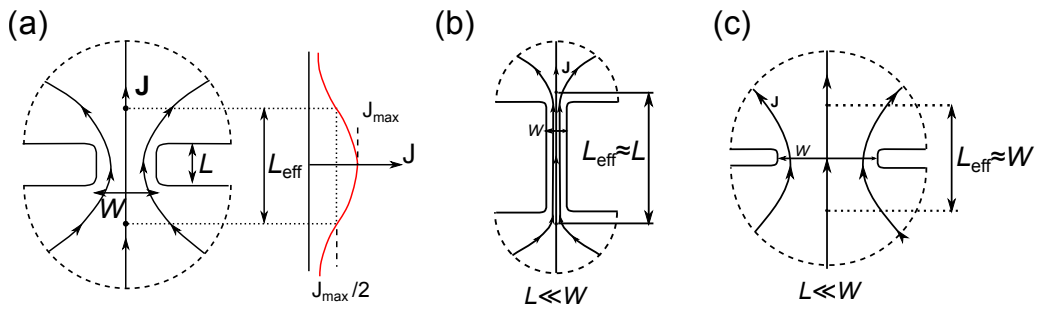 (a)
J
L
W
L_eff
J_max
J
J_max/2
(b)
J
W
L_eff≈L
L≪W
(c)
J
W
L_eff≈W
L≪W